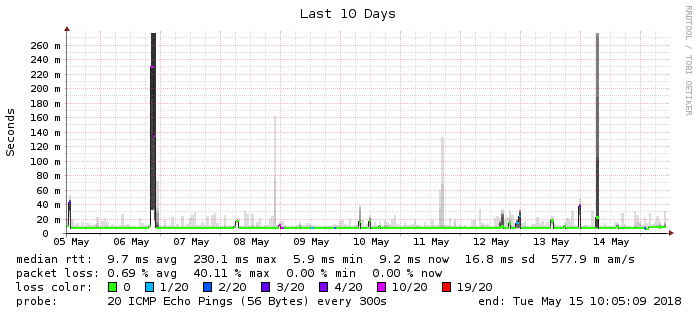 Last 10 Days
RRDTOOL / TOBI OETIKER
Seconds
260 m
240 m
220 m
200 m
180 m
160 m
140 m
120 m
100 m
80 m
60 m
40 m
20 m
0
05 May 06 May 07 May 08 May 09 May 10 May 11 May 12 May 13 May 14 May
median rtt: 9.7 ms avg 230.1 ms max 5.9 ms min 9.2 ms now 16.8 ms sd 577.9 m am/s
packet loss: 0.69 % avg 40.11 % max 0.00 % min 0.00 % now
loss color: 0 1/20 2/20 3/20 4/20 10/20 19/20
probe: 20 ICMP Echo Pings (56 Bytes) every 300s end: Tue May 15 10:05:09 2018